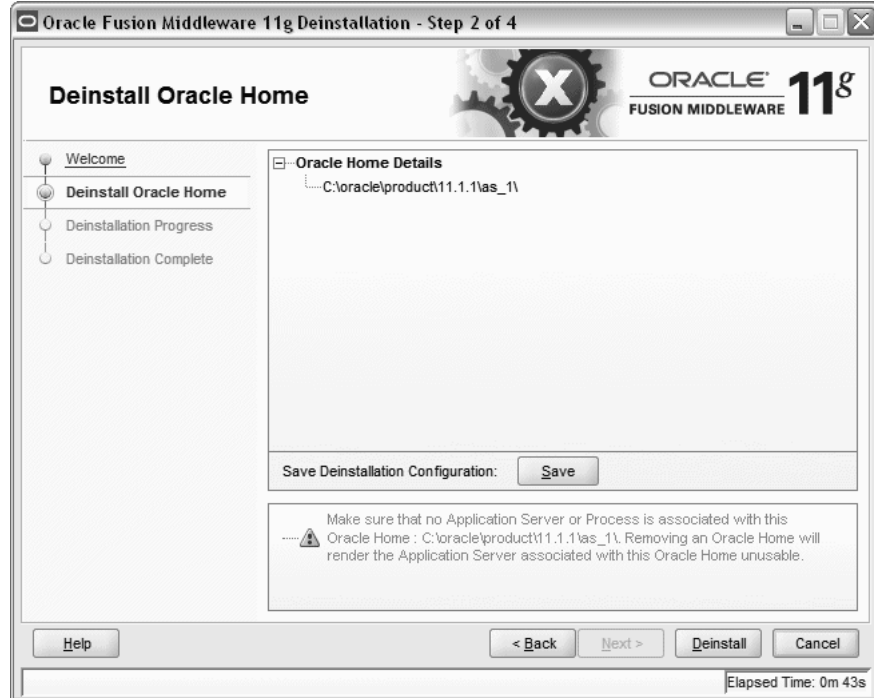 Oracle Fusion Middleware 11g Deinstallation - Step 2 of 4
Deinstall Oracle Home
ORACLE®
FUSION MIDDLEWARE 11g
Welcome
Deinstall Oracle Home
Deinstallation Progress
Deinstallation Complete
Oracle Home Details
C:\oracle\product\11.1.1\as_1\
Save Deinstallation Configuration: Save
Make sure that no Application Server or Process is associated with this
Oracle Home : C:\oracle\product\11.1.1\as_1\. Removing an Oracle Home will
render the Application Server associated with this Oracle Home unusable.
Help < Back Next > Deinstall Cancel
Elapsed Time: 0m 43s